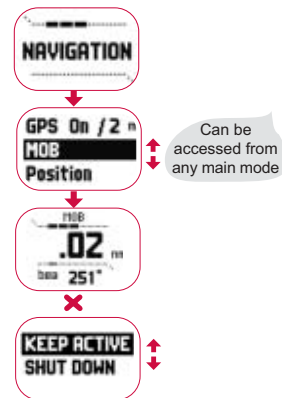 NAVIGATION
GPS On /2 n
MOB
Position
Can be
accessed from
any main mode
MOB
.02 nm
bea 251°
KEEP ACTIVE
SHUT DOWN